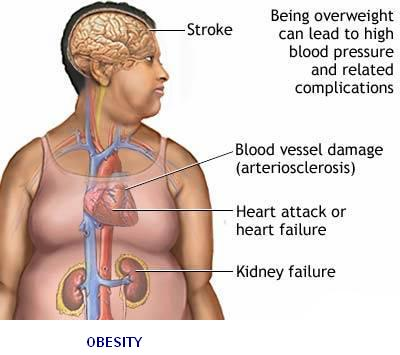 Stroke
Being overweight
can lead to high
blood pressure
and related
complications
Blood vessel damage
(arteriosclerosis)
Heart attack or
heart failure
Kidney failure
OBESITY